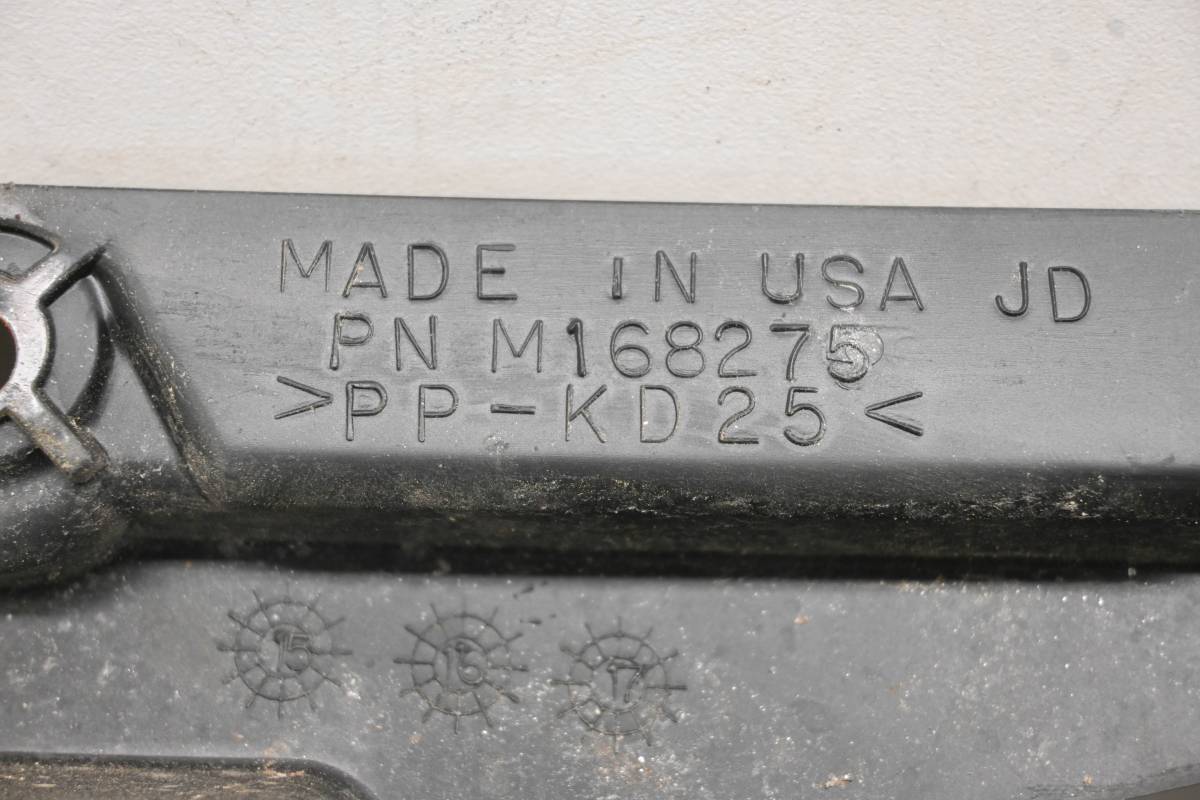 MADE IN USA JD
PN M168275
>PP-KD25<
15 16 17